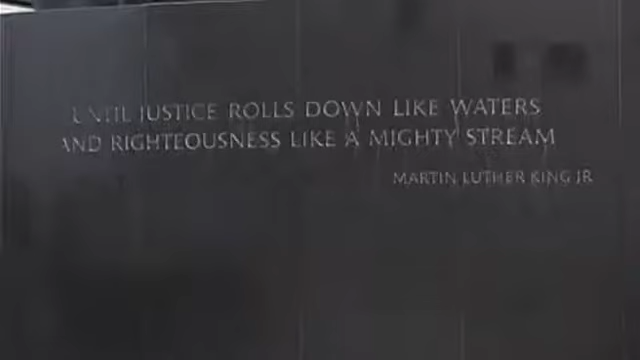 UNTIL JUSTICE ROLLS DOWN LIKE WATERS
AND RIGHTEOUSNESS LIKE A MIGHTY STREAM
MARTIN LUTHER KING JR